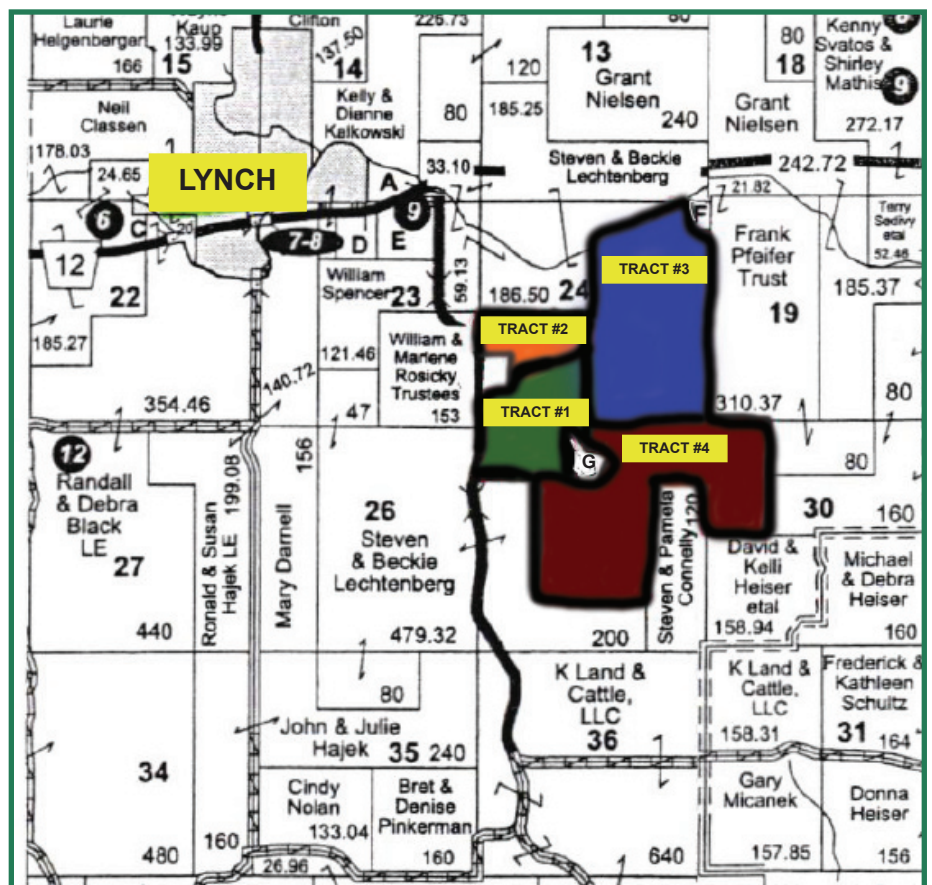 Laurie
Helgenberger
166
Kaup
133.99
15
Clifton
137.50
14
226.73
120
13
Grant
Nielsen
240
80
80
18
Kenny
Svatos &
Shirley
Mathis
9
272.17
Neil
Classen
178.03
24.65
Kelly &
Dianne
Kalkowski
80
185.25
33.10
Grant
Nielsen
Steven & Beckie
Lechtenberg
242.72
21.82
LYNCH
6
C
20
12
22
185.27
7-8
D
A
9
E
F
TRACT #3
Frank
Pfeifer
Trust
19
Terry
Sedivy
etal
52.46
185.37
William
Spencer
23
59.13
186.50
24
TRACT #2
121.46
William &
Marlene
Rosicky
Trustees
153
140.72
354.46
47
TRACT #1
310.37
80
TRACT #4
G
80
12
Randall
& Debra
Black
LE
27
440
Ronald & Susan
Hajek LE 199.08
Mary Darnell
156
26
Steven
& Beckie
Lechtenberg
479.32
80
200
Steven & Pamela
Connelly 120
30
160
David &
Kelli
Heiser
etal
158.94
Michael
& Debra
Heiser
160
K Land &
Cattle,
LLC
36
K Land &
Cattle,
LLC
158.31
Frederick &
Kathleen
Schultz
31
164
34
John & Julie
Hajek
35
240
Cindy
Nolan
133.04
Bret &
Denise
Pinkerman
160
Gary
Micanek
157.85
Donna
Heiser
156
480
160
26.96
640